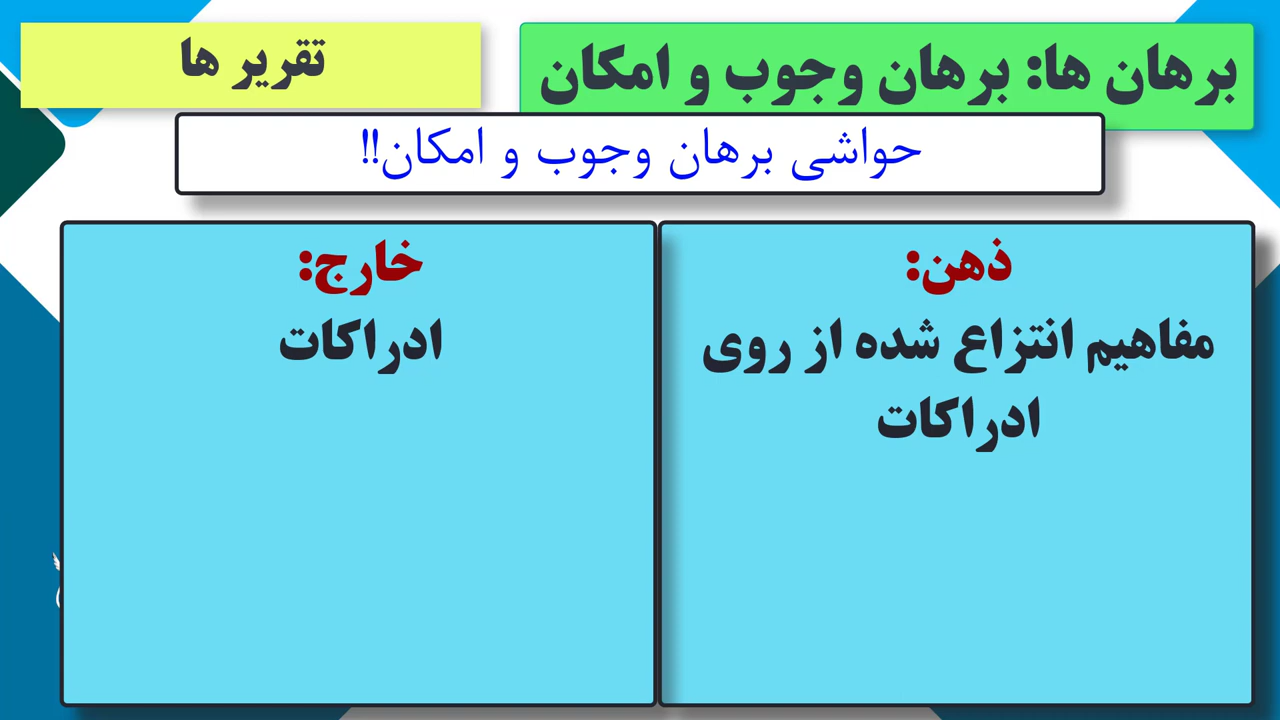 برهان ها: برهان وجوب و امکان
تقریر ها
حواشی برهان وجوب و امکان!!
ذهن:
مفاهیم انتزاع شده از روی
ادراکات
خارج:
ادراکات